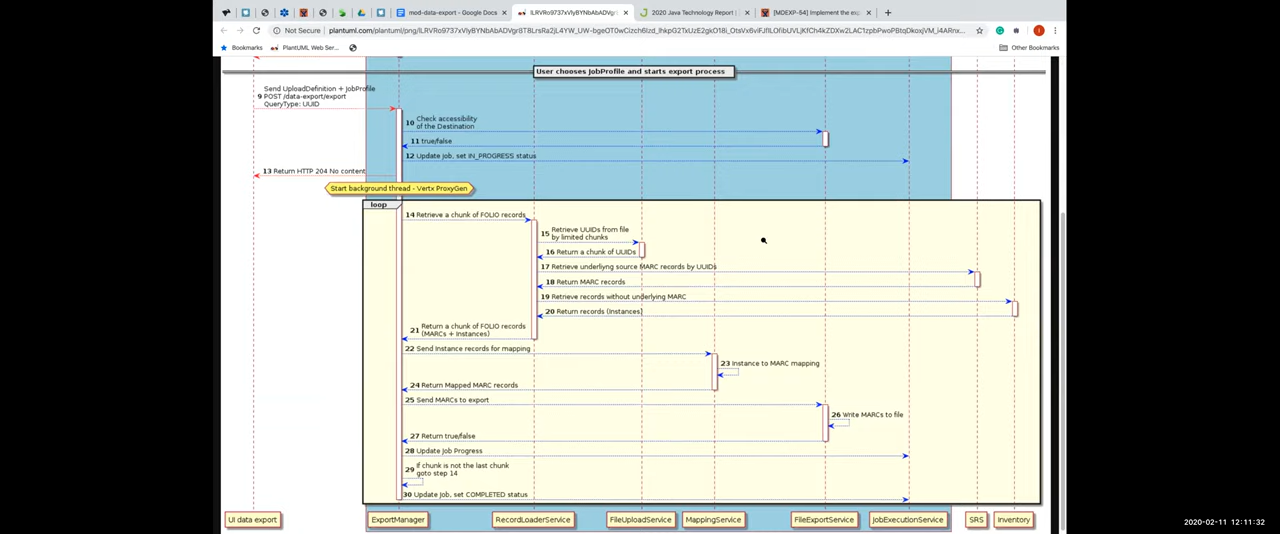 mod-data-export - Google Docs
2020 Java Technology Report |
[MDEXP-54] Implement the exp
Not Secure | plantuml.com/plantuml/png/
Bookmarks
PlantUML Web Ser...
Other Bookmarks
User chooses JobProfile and starts export process
Send UploadDefinition + JobProfile
9 POST /data-export/export
QueryType: UUID
10 Check accessibility
of the Destination
11 true/false
12 Update job, set IN_PROGRESS status
13 Return HTTP 204 No content
Start background thread - Vertx ProxyGen
loop
14 Retrieve a chunk of FOLIO records
15 Retrieve UUIDs from file
by limited chunks
16 Return a chunk of UUIDs
17 Retrieve underliyng source MARC records by UUIDs
18 Return MARC records
19 Retrieve records without underlying MARC
20 Return records (Instances)
21 Return a chunk of FOLIO records
(MARCs + Instances)
22 Send Instance records for mapping
23 Instance to MARC mapping
24 Return Mapped MARC records
25 Send MARCs to export
26 Write MARCs to file
27 Return true/false
28 Update Job Progress
29 if chunk is not the last chunk
goto step 14
30 Update Job, set COMPLETED status
UI data export
ExportManager
RecordLoaderService
FileUploadService
MappingService
FileExportService
JobExecutionService
SRS
Inventory
2020-02-11 12:11:32